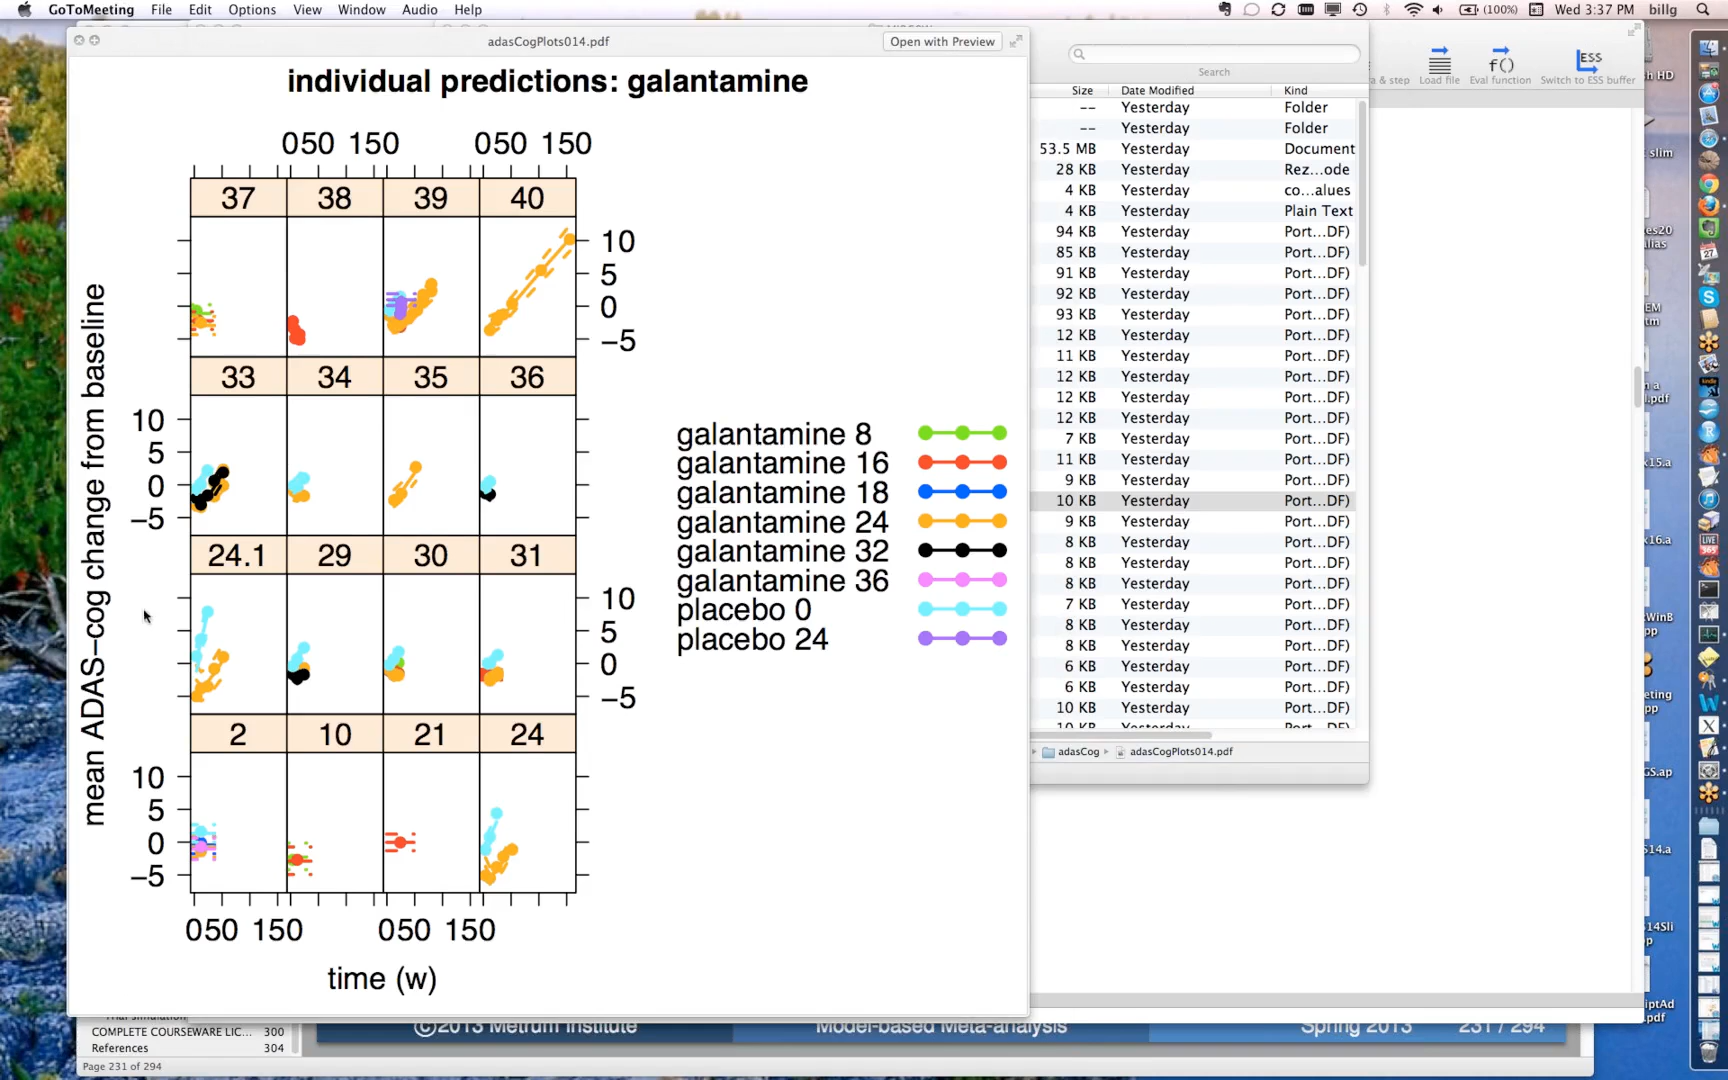 GoToMeeting File Edit Options View Window Audio Help
(100%) Wed 3:37 PM billg
adasCogPlots014.pdf
Open with Preview
individual predictions: galantamine
050 150 050 150
37 38 39 40
10
5
0
−5
33 34 35 36
10
5
0
−5
24.1 29 30 31
10
5
0
−5
2 10 21 24
10
5
0
−5
050 150 050 150
time (w)
mean ADAS−cog change from baseline
galantamine 8
galantamine 16
galantamine 18
galantamine 24
galantamine 32
galantamine 36
placebo 0
placebo 24
Search
Size Date Modified Kind
-- Yesterday Folder
-- Yesterday Folder
53.5 MB Yesterday Document
28 KB Yesterday Rez...ode
4 KB Yesterday co...alues
4 KB Yesterday Plain Text
94 KB Yesterday Port...DF)
85 KB Yesterday Port...DF)
91 KB Yesterday Port...DF)
92 KB Yesterday Port...DF)
93 KB Yesterday Port...DF)
12 KB Yesterday Port...DF)
11 KB Yesterday Port...DF)
12 KB Yesterday Port...DF)
12 KB Yesterday Port...DF)
12 KB Yesterday Port...DF)
7 KB Yesterday Port...DF)
11 KB Yesterday Port...DF)
9 KB Yesterday Port...DF)
10 KB Yesterday Port...DF)
9 KB Yesterday Port...DF)
8 KB Yesterday Port...DF)
8 KB Yesterday Port...DF)
8 KB Yesterday Port...DF)
7 KB Yesterday Port...DF)
8 KB Yesterday Port...DF)
8 KB Yesterday Port...DF)
6 KB Yesterday Port...DF)
6 KB Yesterday Port...DF)
10 KB Yesterday Port...DF)
adasCog adasCogPlots014.pdf
& step Load file Eval function Switch to ESS buffer
f()
ESS
COMPLETE COURSEWARE LIC... 300
References 304
Page 231 of 294
©2013 Metrum Institute Model-based Meta-analysis Spring 2013 231 / 294